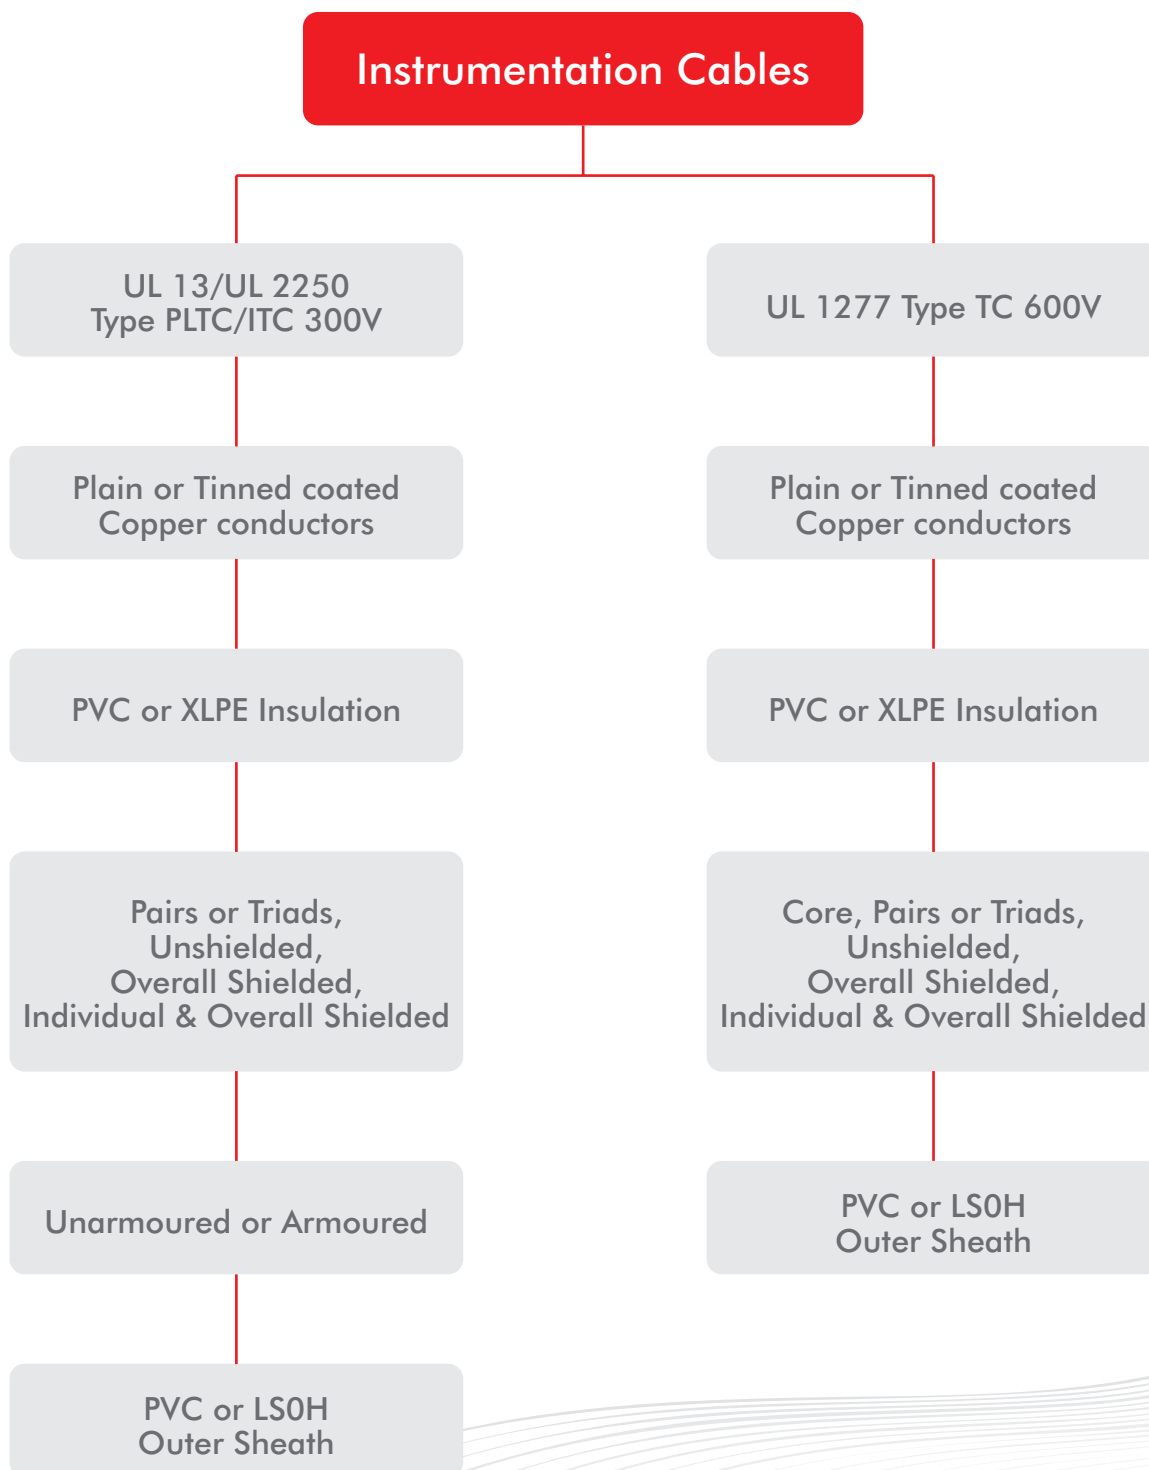 Instrumentation Cables
UL 13/UL 2250
Type PLTC/ITC 300V
Plain or Tinned coated
Copper conductors
PVC or XLPE Insulation
Pairs or Triads,
Unshielded,
Overall Shielded,
Individual & Overall Shielded
Unarmoured or Armoured
PVC or LS0H
Outer Sheath
UL 1277 Type TC 600V
Plain or Tinned coated
Copper conductors
PVC or XLPE Insulation
Core, Pairs or Triads,
Unshielded,
Overall Shielded,
Individual & Overall Shielded
PVC or LS0H
Outer Sheath